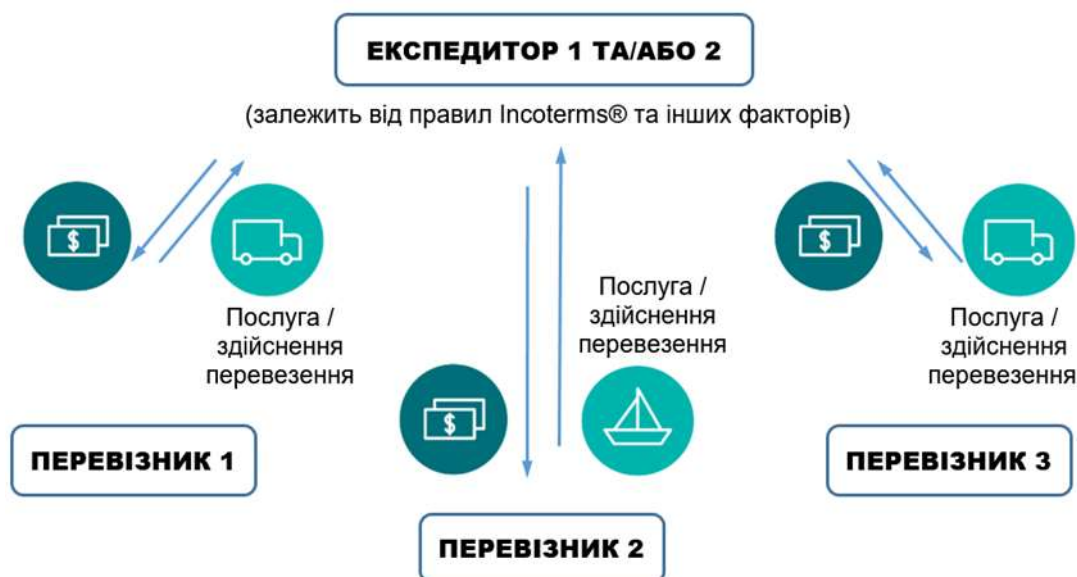 ЕКСПЕДИТОР 1 ТА/АБО 2
(залежить від правил Incoterms® та інших факторів)
$
$
Послуга /
здійснення
перевезення
Послуга /
здійснення
перевезення
Послуга /
здійснення
перевезення
$
ПЕРЕВІЗНИК 1
ПЕРЕВІЗНИК 3
ПЕРЕВІЗНИК 2